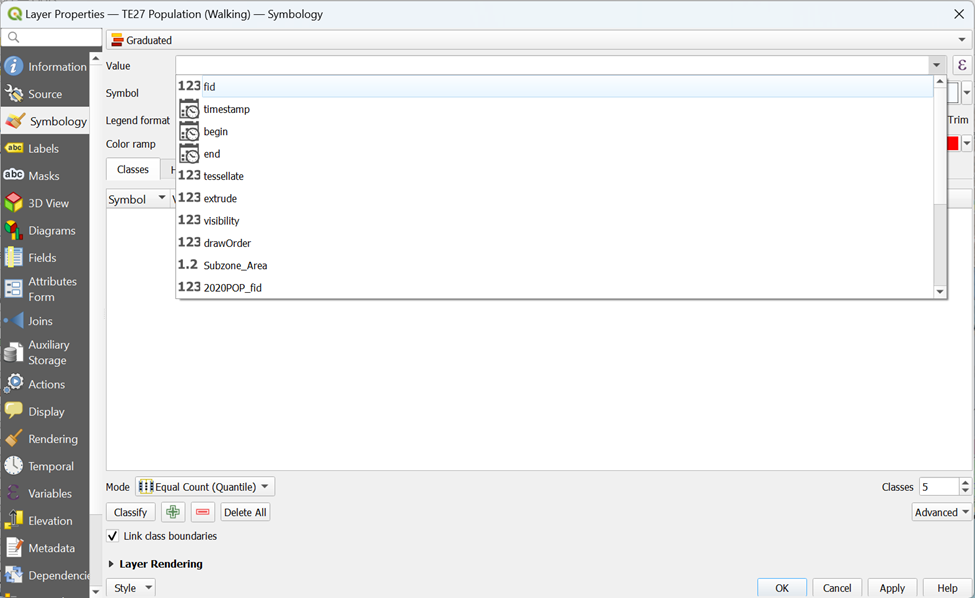 Layer Properties — TE27 Population (Walking) — Symbology
Information
Source
Symbology
abc Labels
abc Masks
3D View
Diagrams
Fields
Attributes
Form
Joins
Auxiliary
Storage
Actions
Display
Rendering
Temporal
ε Variables
Elevation
Metadata
Dependencie
Graduated
Value
ε
Symbol
Legend format
Trim
Color ramp
Classes
H
Symbol
123 fid
timestamp
begin
end
123 tessellate
123 extrude
123 visibility
123 drawOrder
1.2 Subzone_Area
123 2020POP_fid
Mode Equal Count (Quantile)
Classes 5
Classify
Delete All
Advanced
Link class boundaries
Layer Rendering
Style
OK
Cancel
Apply
Help